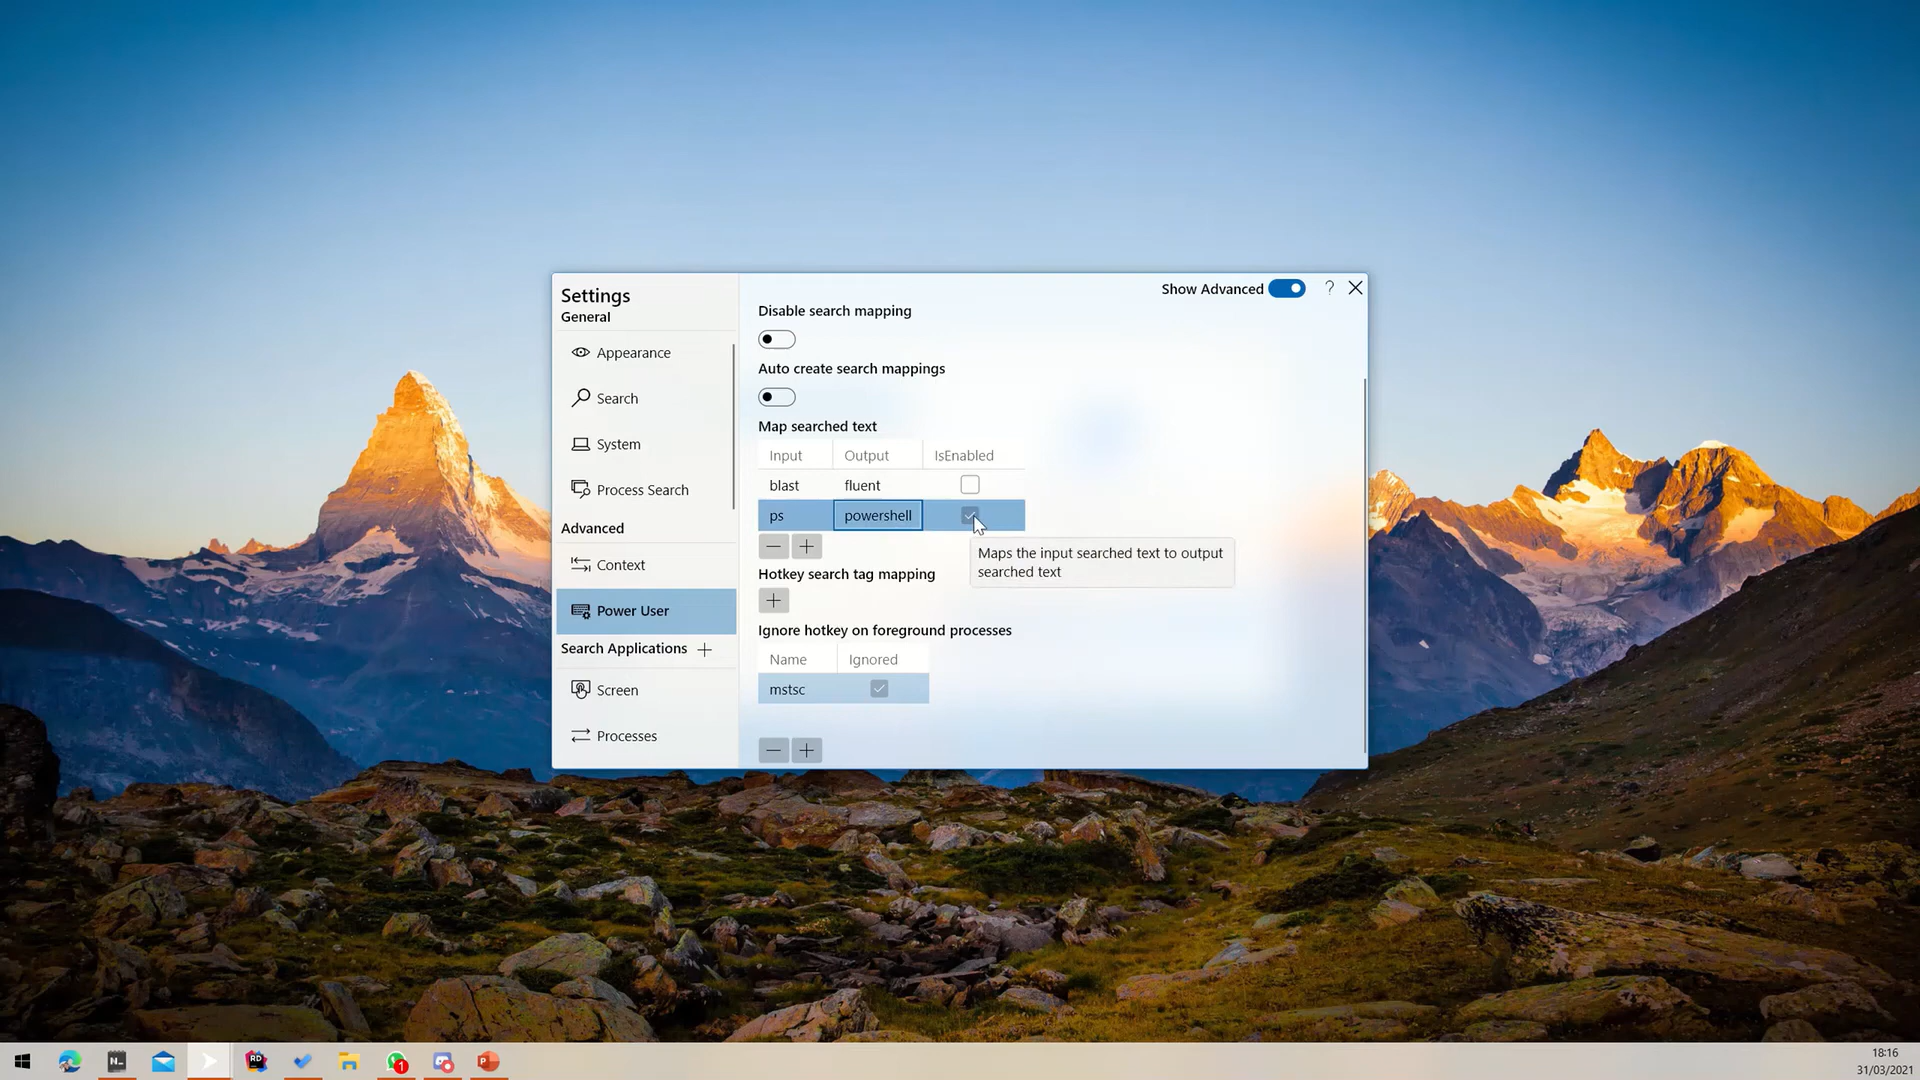 Settings
General
Appearance
Search
System
Process Search
Advanced
Context
Power User
Search Applications
Screen
Processes
Show Advanced
?
Disable search mapping
Auto create search mappings
Map searched text
Input Output IsEnabled
blast fluent
ps powershell
Maps the input searched text to output
searched text
Hotkey search tag mapping
Ignore hotkey on foreground processes
Name Ignored
mstsc
N_
RD
1
P
18:16
31/03/2021